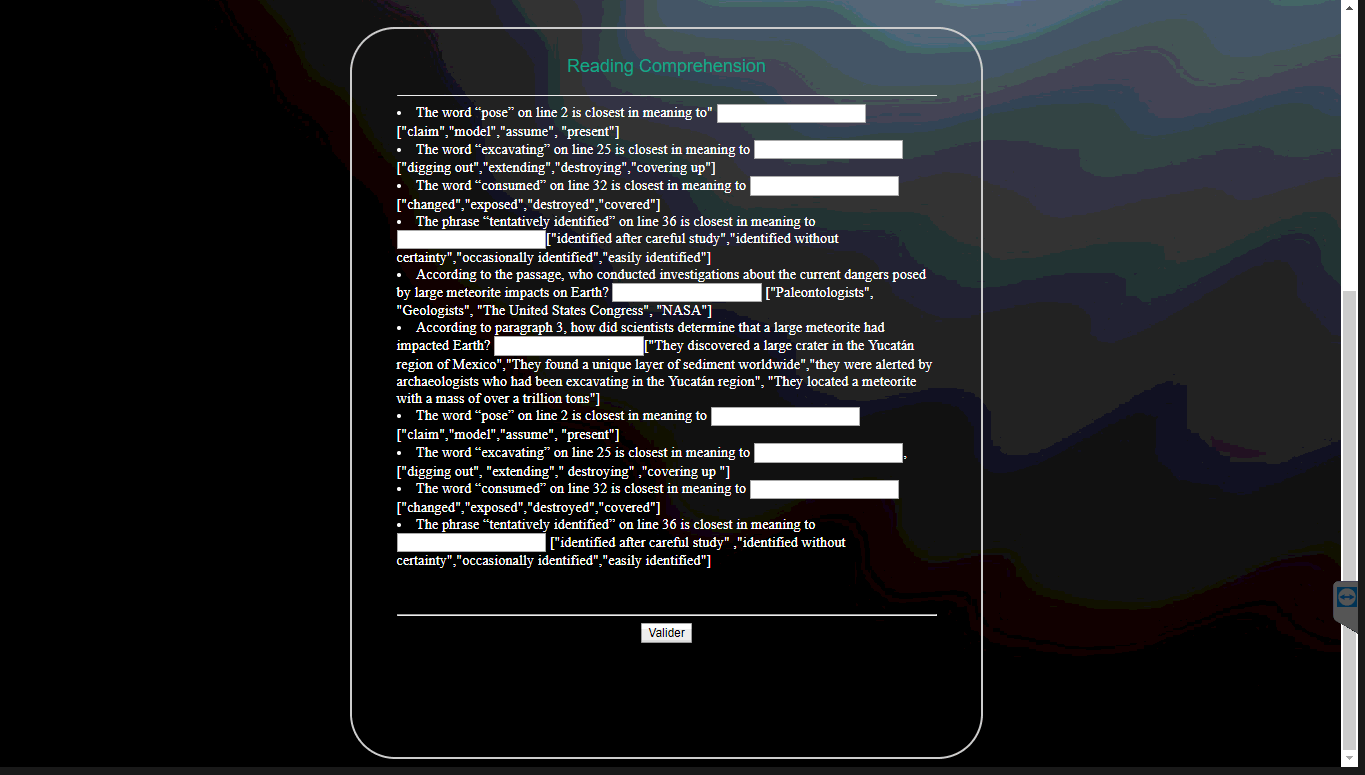 Reading Comprehension
• The word “pose” on line 2 is closest in meaning to"
["claim","model","assume", "present"]
• The word “excavating” on line 25 is closest in meaning to
["digging out","extending","destroying","covering up"]
• The word “consumed” on line 32 is closest in meaning to
["changed","exposed","destroyed","covered"]
• The phrase “tentatively identified” on line 36 is closest in meaning to
["identified after careful study","identified without
certainty","occasionally identified","easily identified"]
• According to the passage, who conducted investigations about the current dangers posed
by large meteorite impacts on Earth? ["Paleontologists",
"Geologists", "The United States Congress", "NASA"]
• According to paragraph 3, how did scientists determine that a large meteorite had
impacted Earth? ["They discovered a large crater in the Yucatán
region of Mexico","They found a unique layer of sediment worldwide","they were alerted by
archaeologists who had been excavating in the Yucatán region", "They located a meteorite
with a mass of over a trillion tons"]
• The word “pose” on line 2 is closest in meaning to
["claim","model","assume", "present"]
• The word “excavating” on line 25 is closest in meaning to ,
["digging out", "extending"," destroying" ,"covering up "]
• The word “consumed” on line 32 is closest in meaning to
["changed","exposed","destroyed","covered"]
• The phrase “tentatively identified” on line 36 is closest in meaning to
["identified after careful study" ,"identified without
certainty","occasionally identified","easily identified"]
Valider